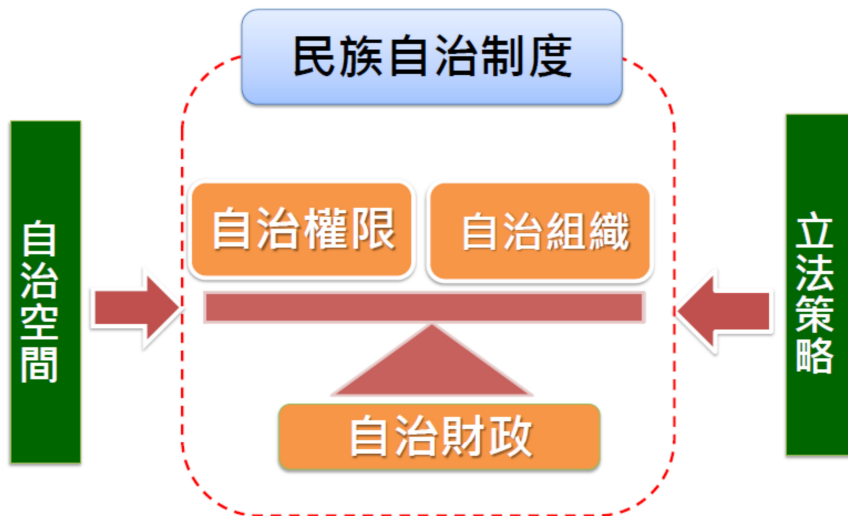 民族自治制度
自治空間
自治權限
自治組織
立法策略
自治財政